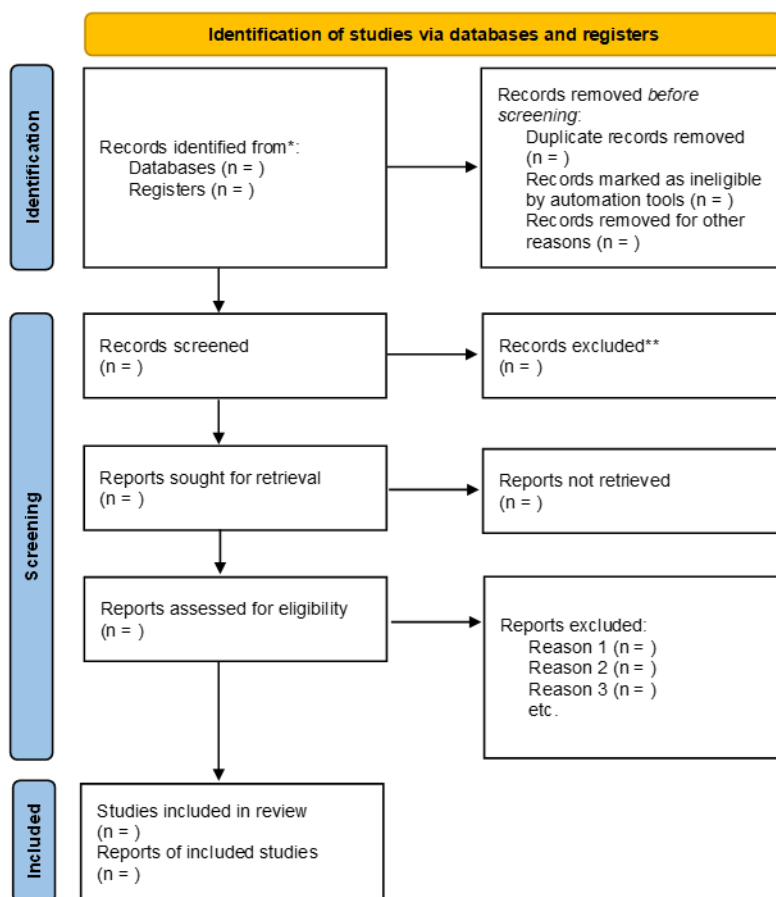 Identification of studies via databases and registers
Identification
Records identified from*:
Databases (n = )
Registers (n = )
Records removed before
screening:
Duplicate records removed
(n = )
Records marked as ineligible
by automation tools (n = )
Records removed for other
reasons (n = )
Screening
Records screened
(n = )
Records excluded**
(n = )
Reports sought for retrieval
(n = )
Reports not retrieved
(n = )
Reports assessed for eligibility
(n = )
Reports excluded:
Reason 1 (n = )
Reason 2 (n = )
Reason 3 (n = )
etc.
Included
Studies included in review
(n = )
Reports of included studies
(n = )